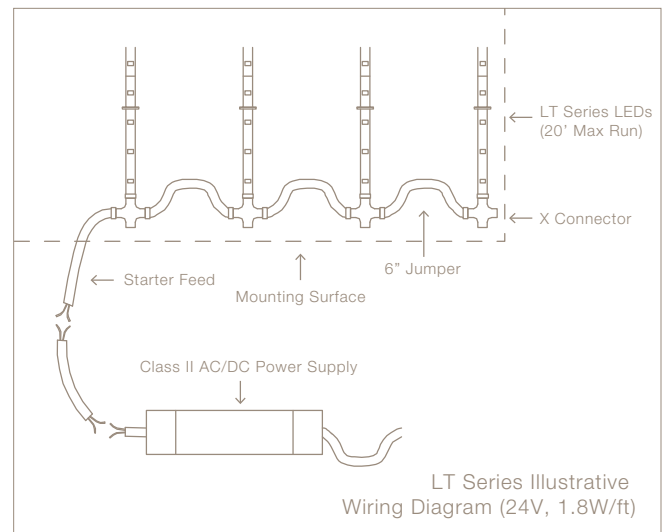 LT Series LEDs
(20' Max Run)
X Connector
6” Jumper
Starter Feed
Mounting Surface
Class II AC/DC Power Supply
LT Series Illustrative
Wiring Diagram (24V, 1.8W/ft)